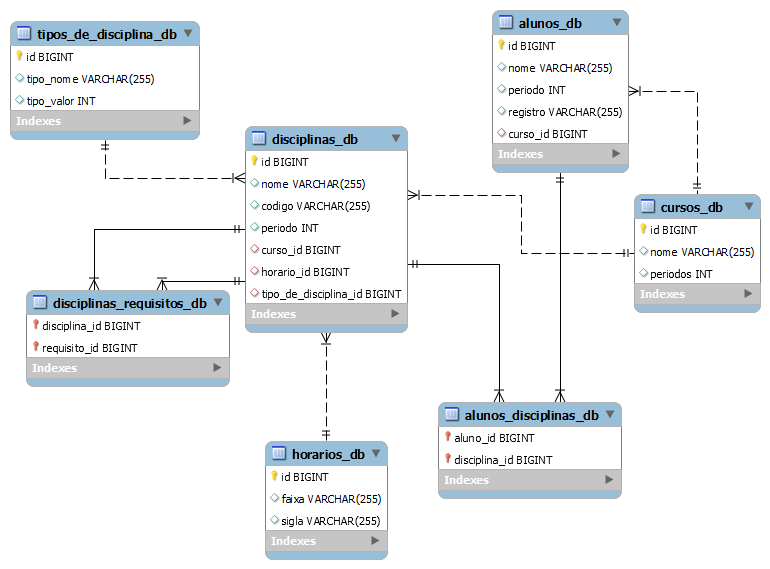 tipos_de_disciplina_db
id BIGINT
tipo_nome VARCHAR(255)
tipo_valor INT
Indexes
alunos_db
id BIGINT
nome VARCHAR(255)
periodo INT
registro VARCHAR(255)
curso_id BIGINT
Indexes
disciplinas_db
id BIGINT
nome VARCHAR(255)
codigo VARCHAR(255)
periodo INT
curso_id BIGINT
horario_id BIGINT
tipo_de_disciplina_id BIGINT
Indexes
cursos_db
id BIGINT
nome VARCHAR(255)
periodos INT
Indexes
disciplinas_requisitos_db
disciplina_id BIGINT
requisito_id BIGINT
Indexes
alunos_disciplinas_db
aluno_id BIGINT
disciplina_id BIGINT
Indexes
horarios_db
id BIGINT
faixa VARCHAR(255)
sigla VARCHAR(255)
Indexes